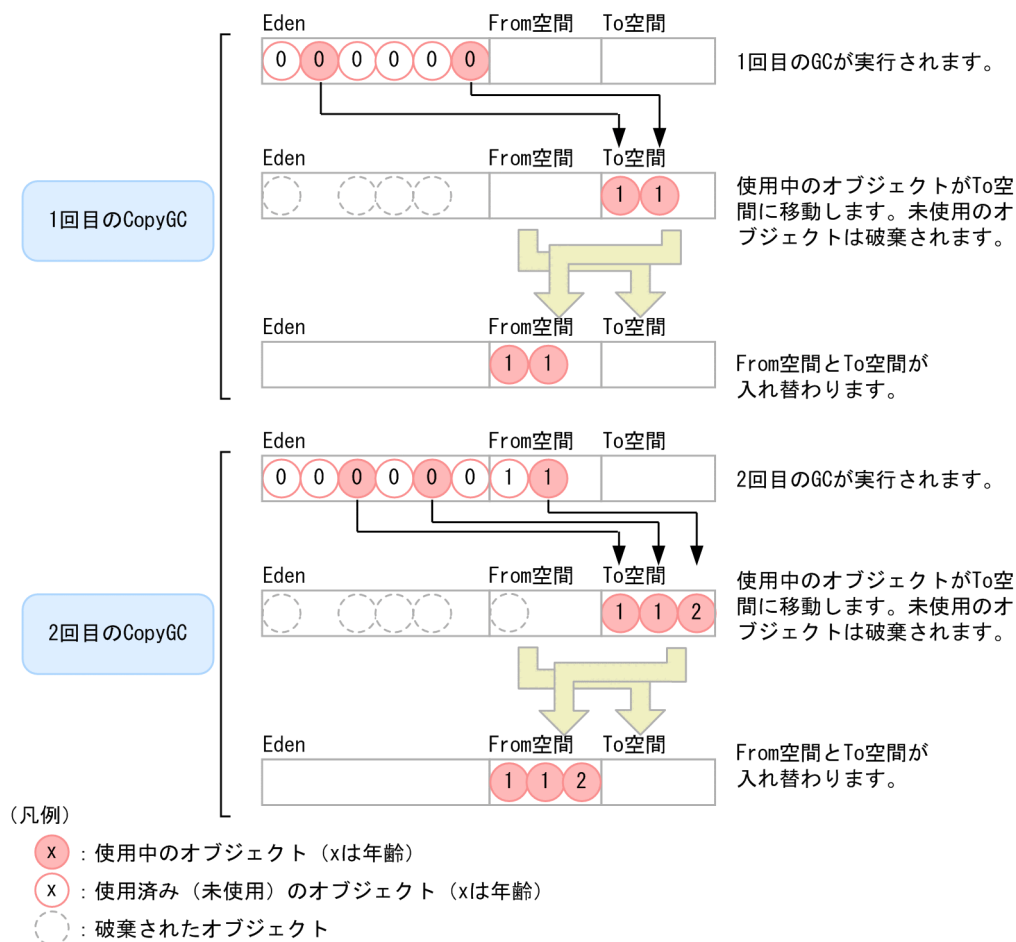 Eden From空間 To空間
0 0 0 0 0 0
1回目のGCが実行されます。
Eden From空間 To空間
1 1
使用中のオブジェクトがTo空
間に移動します。未使用のオ
ブジェクトは破棄されます。
1回目のCopyGC
Eden From空間 To空間
1 1
From空間とTo空間が
入れ替わります。
Eden From空間 To空間
0 0 0 0 0 0 1 1
2回目のGCが実行されます。
Eden From空間 To空間
1 1 2
使用中のオブジェクトがTo空
間に移動します。未使用のオ
ブジェクトは破棄されます。
2回目のCopyGC
Eden From空間 To空間
1 1 2
From空間とTo空間が
入れ替わります。
（凡例）
x ：使用中のオブジェクト（xは年齢）
x ：使用済み（未使用）のオブジェクト（xは年齢）
：破棄されたオブジェクト